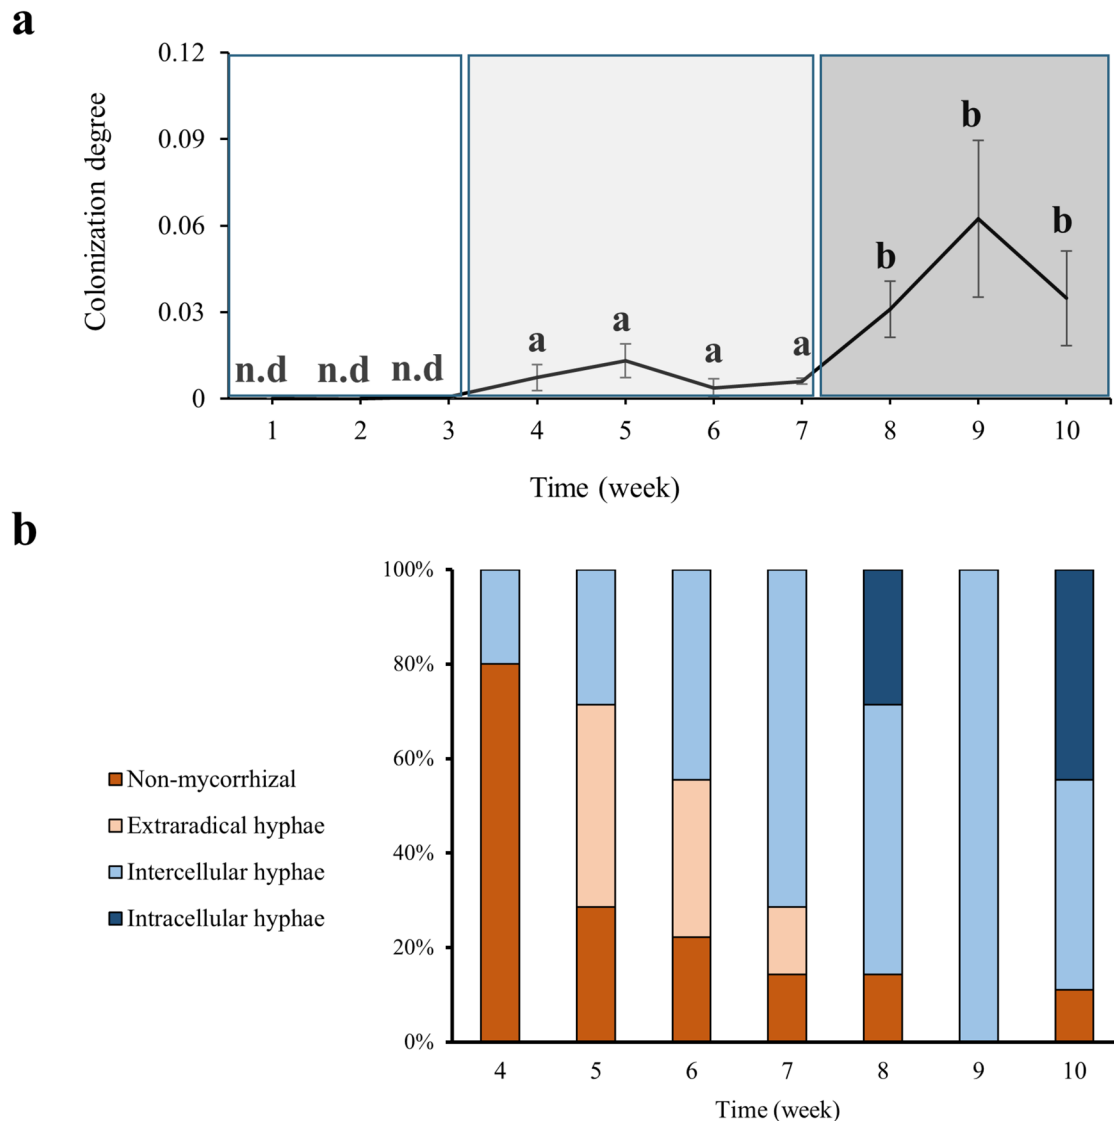 a
Colonization degree
0.12
0.09
0.06
0.03
0
n.d n.d n.d a a a a b b b
1 2 3 4 5 6 7 8 9 10
Time (week)
b
100%
80%
60%
40%
20%
0%
Non-mycorrhizal
Extraradical hyphae
Intercellular hyphae
Intracellular hyphae
4 5 6 7 8 9 10
Time (week)